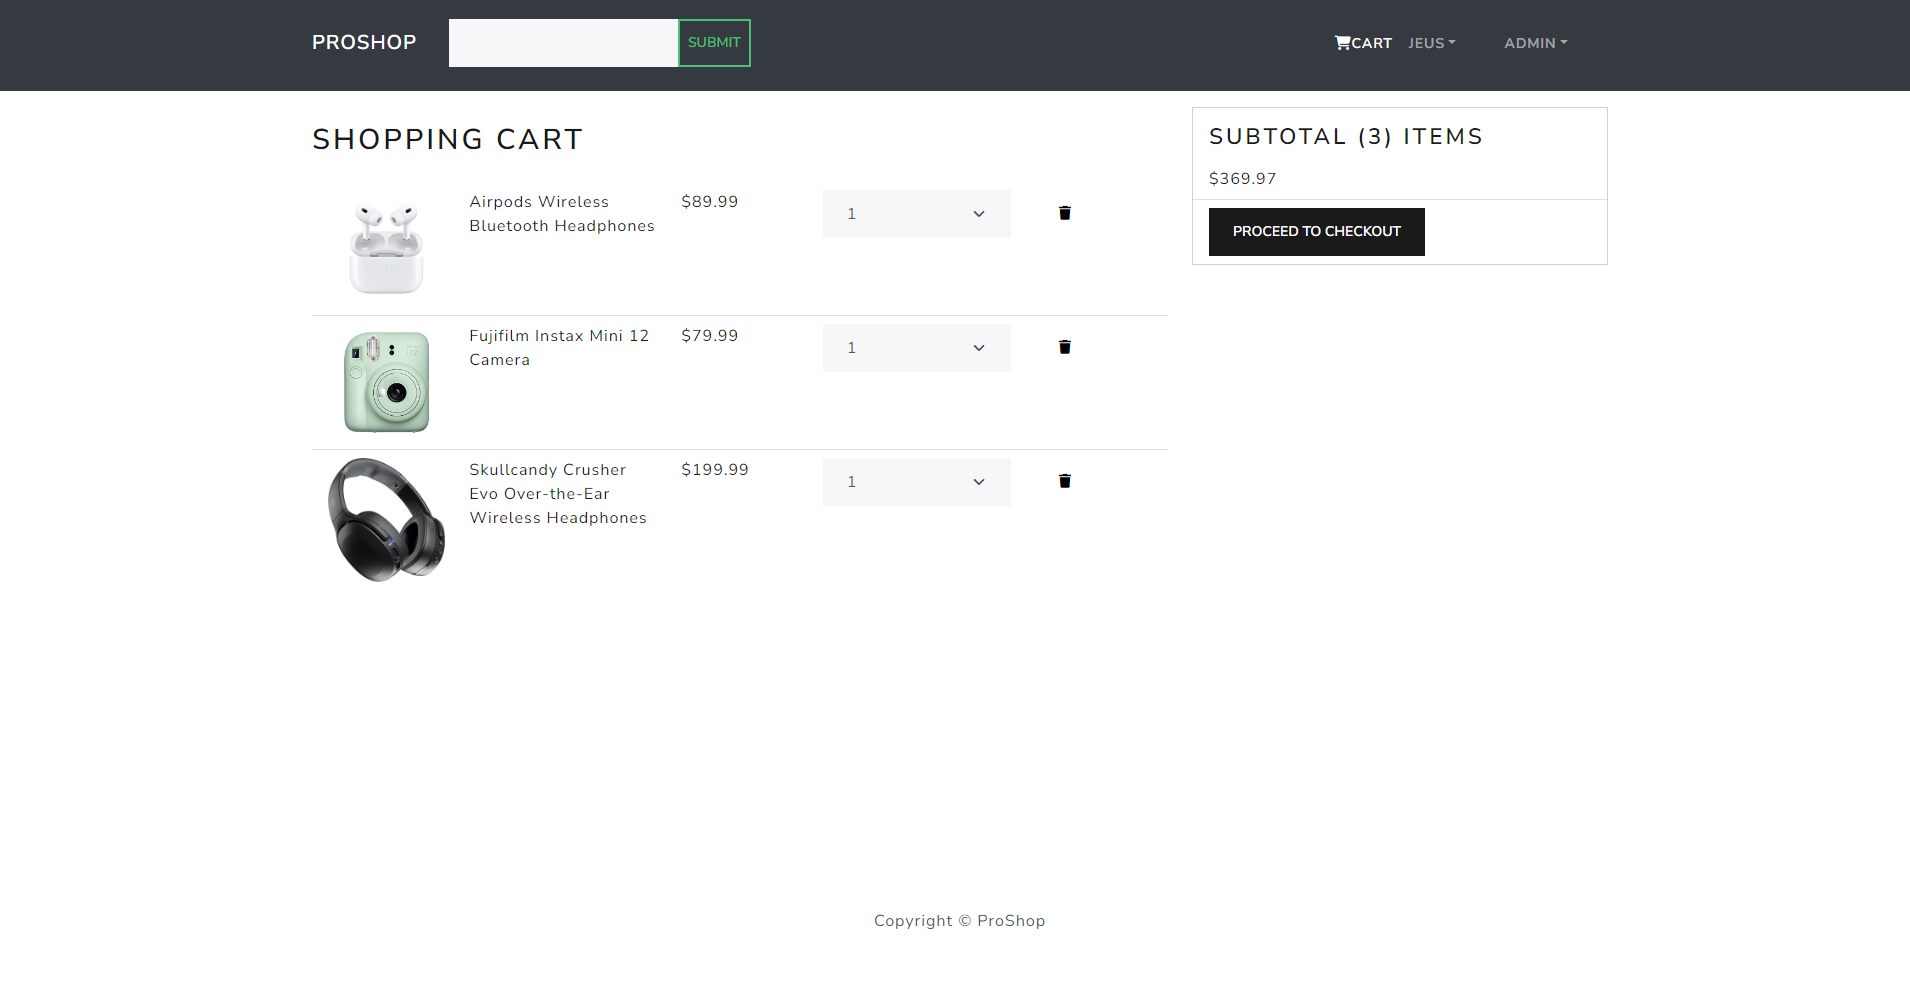 PROSHOP
SUBMIT
CART
JEUS
ADMIN
SHOPPING CART
Airpods Wireless
Bluetooth Headphones
$89.99
1
Fujifilm Instax Mini 12
Camera
$79.99
1
Skullcandy Crusher
Evo Over-the-Ear
Wireless Headphones
$199.99
1
SUBTOTAL (3) ITEMS
$369.97
PROCEED TO CHECKOUT
Copyright © ProShop